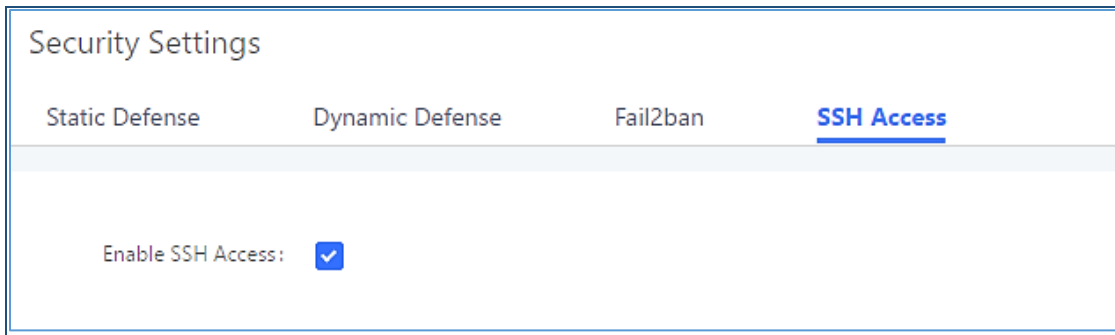 Security Settings
Static Defense Dynamic Defense Fail2ban SSH Access
Enable SSH Access: